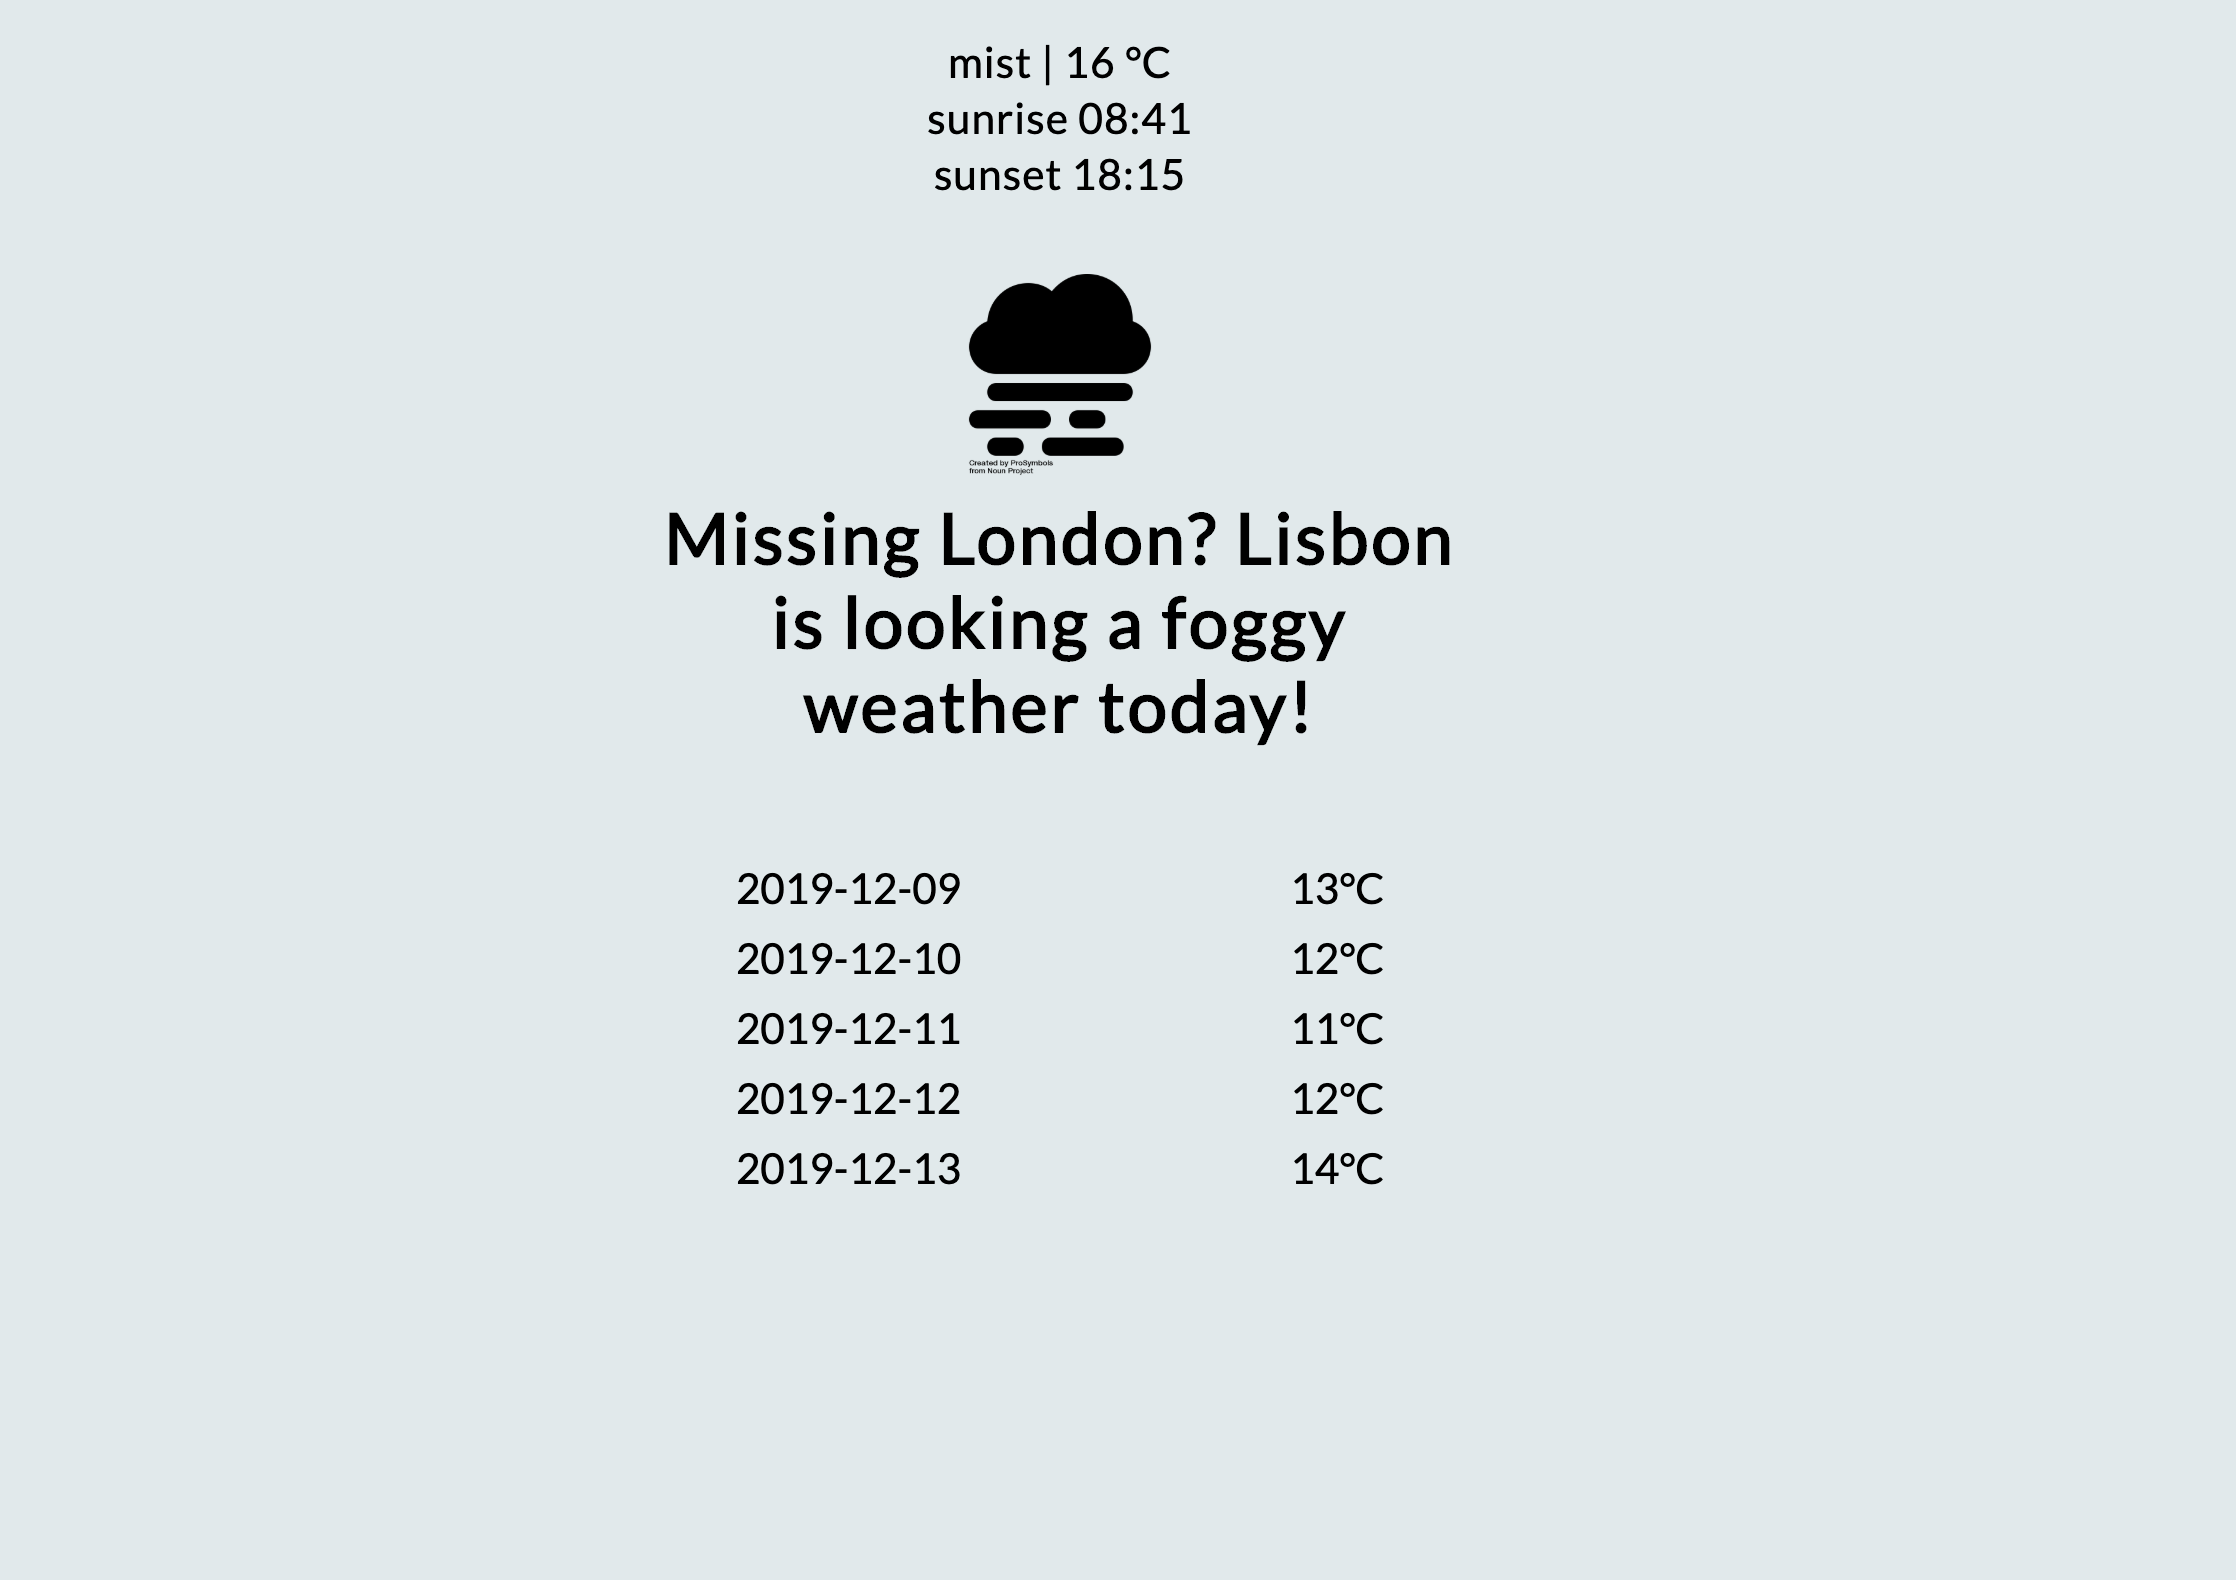 mist | 16 °C
sunrise 08:41
sunset 18:15
Created by ProSymbols
from Noun Project
Missing London? Lisbon
is looking a foggy
weather today!
2019-12-09 13°C
2019-12-10 12°C
2019-12-11 11°C
2019-12-12 12°C
2019-12-13 14°C